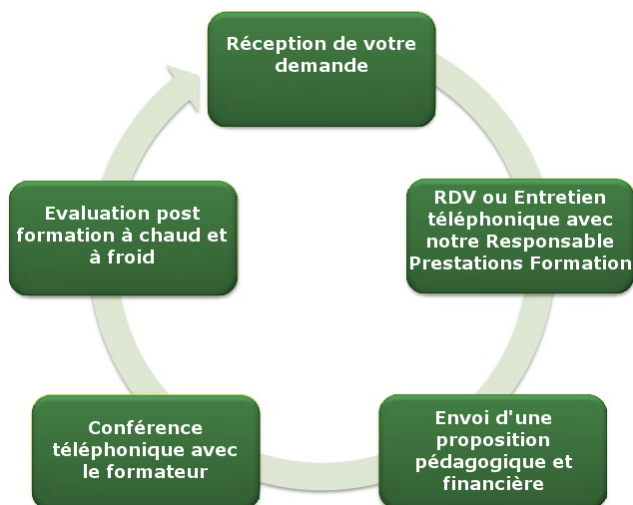 Réception de votre
demande
RDV ou Entretien
téléphonique avec
notre Responsable
Prestations Formation
Envoi d'une
proposition
pédagogique et
financière
Conférence
téléphonique avec
le formateur
Evaluation post
formation à chaud et
à froid